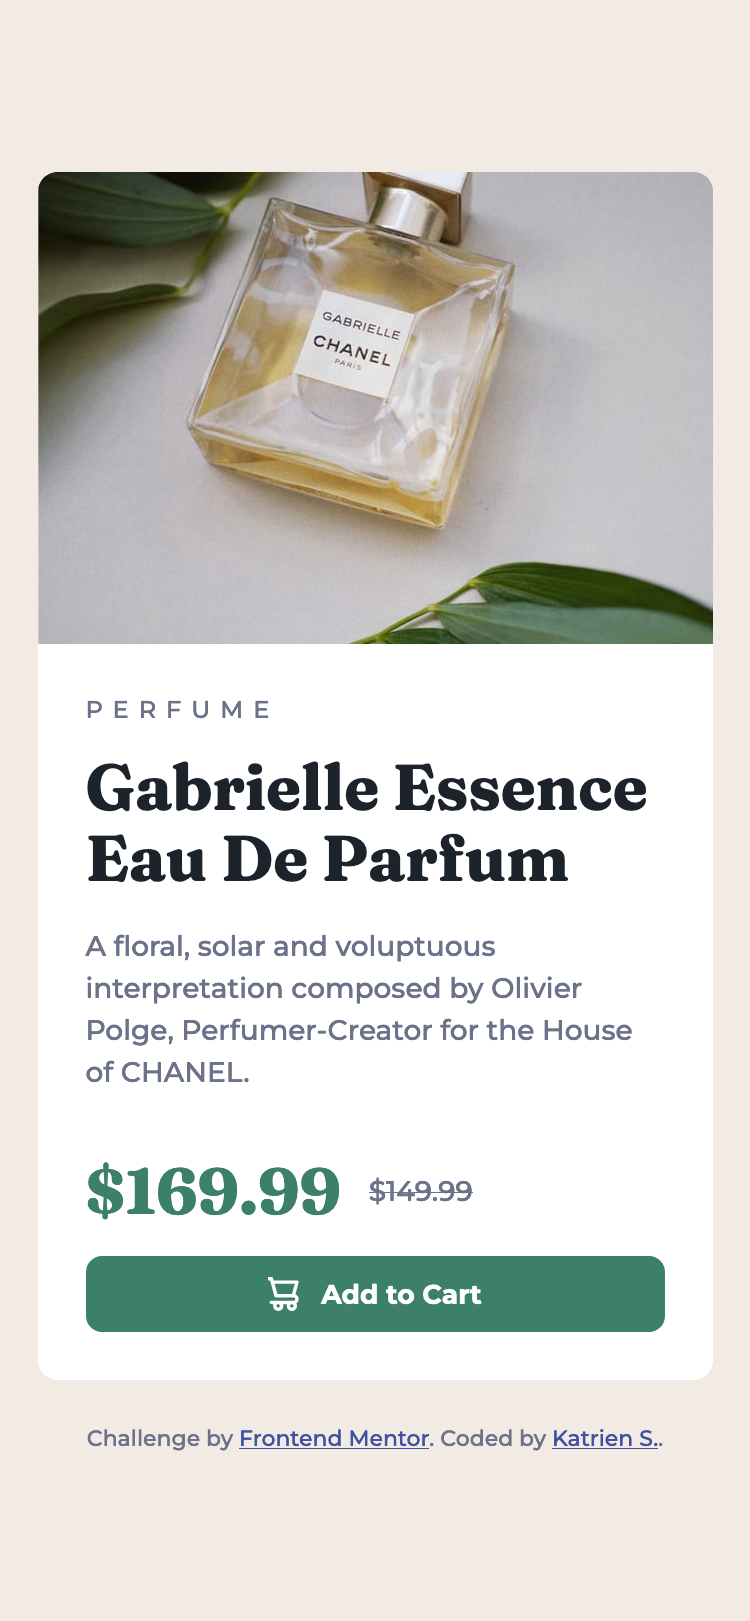 GABRIELLE
CHANEL
PARIS
PERFUME
Gabrielle Essence
Eau De Parfum
A floral, solar and voluptuous
interpretation composed by Olivier
Polge, Perfumer-Creator for the House
of CHANEL.
$169.99 $149.99
Add to Cart
Challenge by Frontend Mentor. Coded by Katrien S..